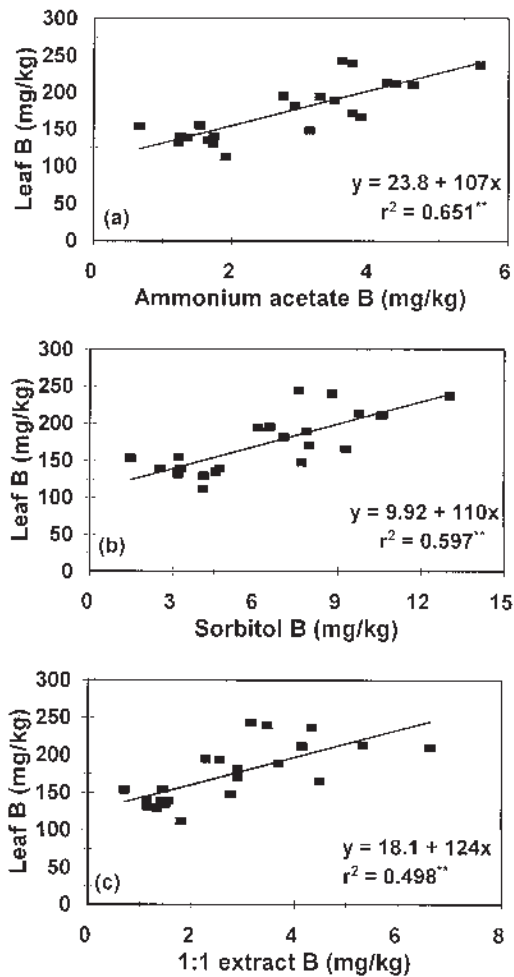 300
250
200
150
100
50
0
Leaf B (mg/kg)
(a)
y = 23.8 + 107x
r² = 0.651**
0 2 4 6
Ammonium acetate B (mg/kg)
300
250
200
150
100
50
0
Leaf B (mg/kg)
(b)
y = 9.92 + 110x
r² = 0.597**
0 3 6 9 12 15
Sorbitol B (mg/kg)
300
250
200
150
100
50
0
Leaf B (mg/kg)
(c)
y = 18.1 + 124x
r² = 0.498**
0 2 4 6 8
1:1 extract B (mg/kg)